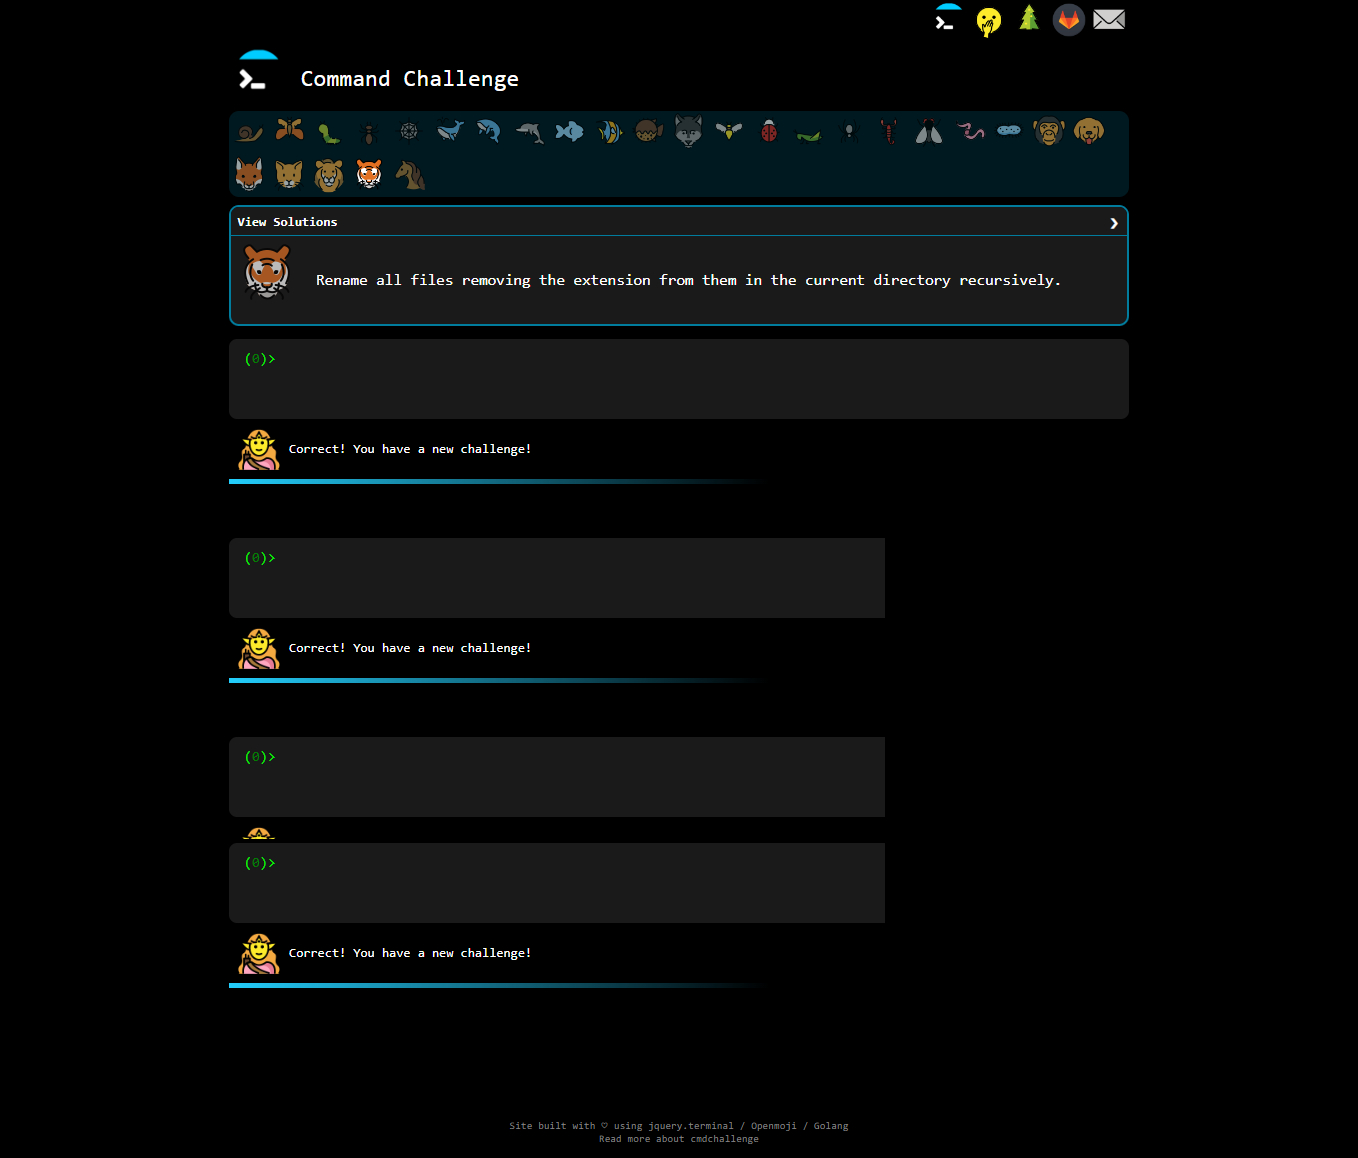 Command Challenge
View Solutions
Rename all files removing the extension from them in the current directory recursively.
(0)>
Correct! You have a new challenge!
(0)>
Correct! You have a new challenge!
(0)>
(0)>
Correct! You have a new challenge!
Site built with ♡ using jquery.terminal / Openmoji / Golang
Read more about cmdchallenge